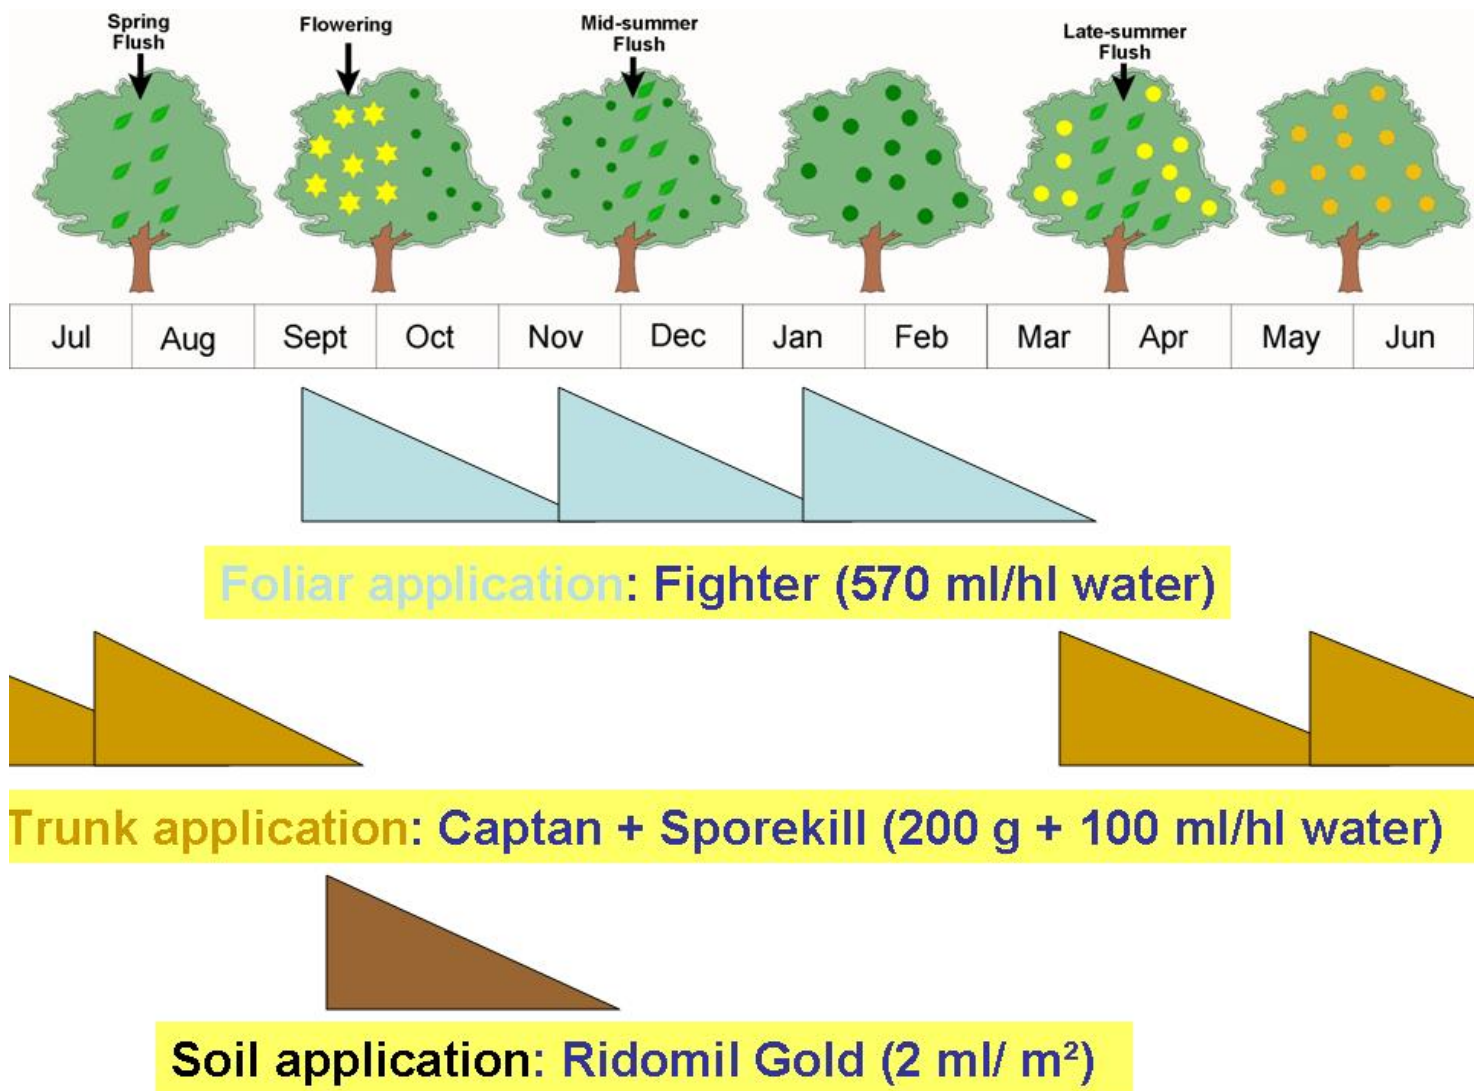 Spring
Flush
Flowering
Mid-summer
Flush
Late-summer
Flush
Jul Aug Sept Oct Nov Dec Jan Feb Mar Apr May Jun
Foliar application: Fighter (570 ml/hl water)
Trunk application: Captan + Sporekill (200 g + 100 ml/hl water)
Soil application: Ridomil Gold (2 ml/ m²)